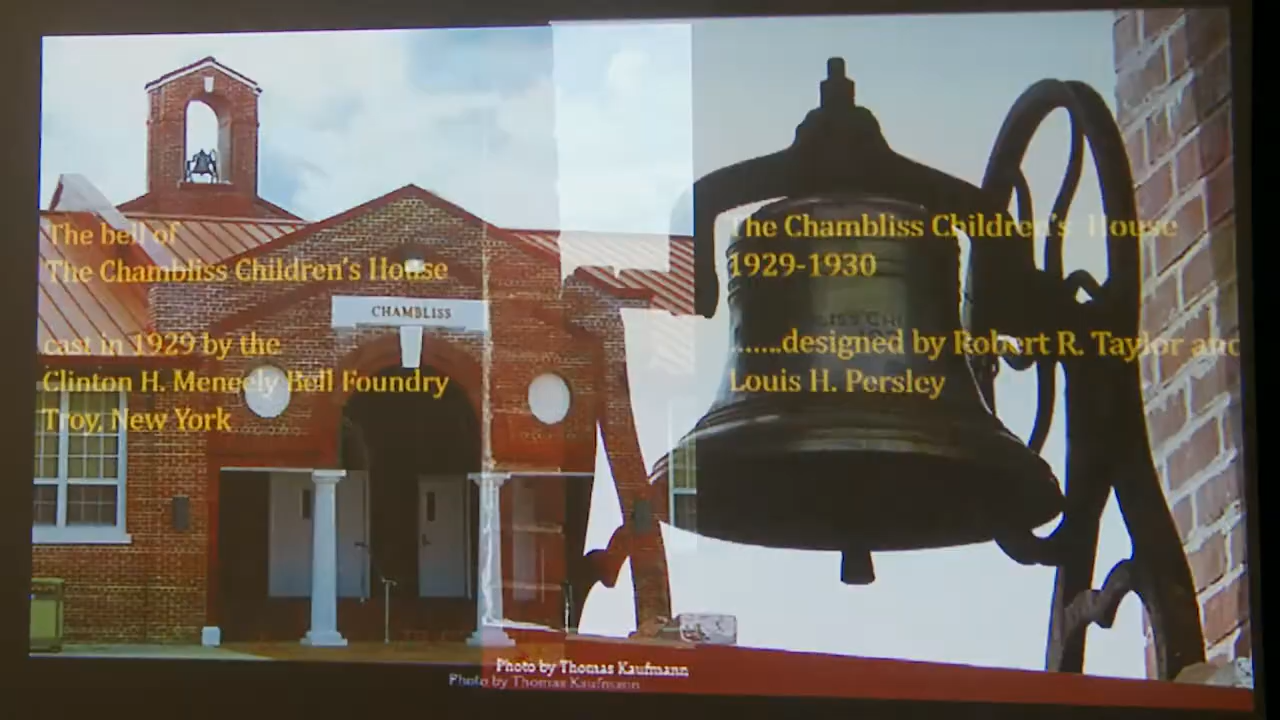 The bell of
The Chambliss Children's House
cast in 1929 by the
Clinton H. Meneely Bell Foundry
Troy, New York
CHAMBLISS
The Chambliss Children's House
1929-1930
.......designed by Robert R. Taylor and
Louis H. Persley
LISS CHI
Photo by Thomas Kaufmann
Photo by Thomas Kaufmann